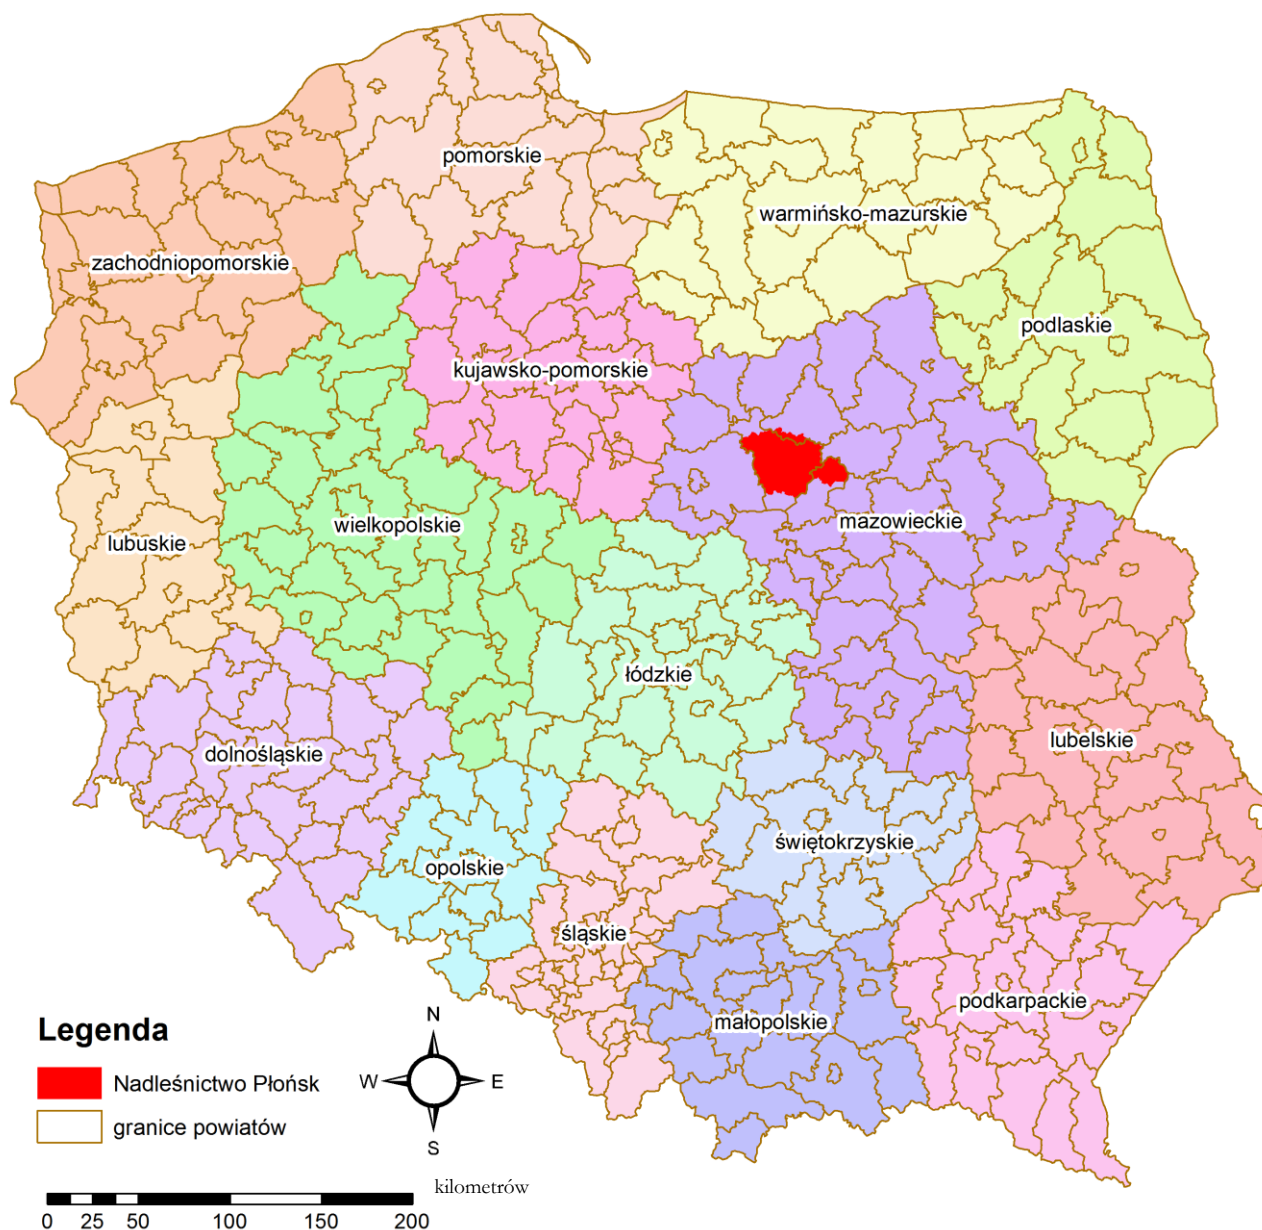 pomorskie
warmińsko-mazurskie
zachodniopomorskie
podlaskie
kujawsko-pomorskie
mazowieckie
wielkopolskie
lubuskie
łódzkie
lubelskie
dolnośląskie
świętokrzyskie
opolskie
śląskie
podkarpackie
małopolskie
Legenda
Nadleśnictwo Płońsk
granice powiatów
N
W E
S
kilometrów
0 25 50 100 150 200